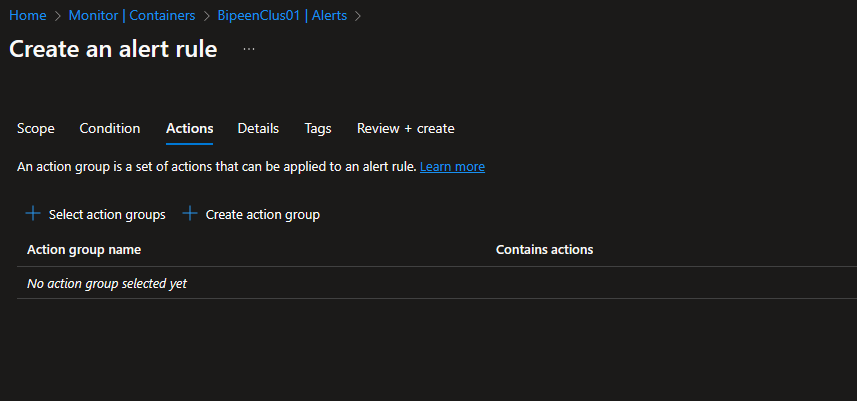 Home > Monitor | Containers > BipeenClus01 | Alerts >
Create an alert rule ...
Scope Condition Actions Details Tags Review + create
An action group is a set of actions that can be applied to an alert rule. Learn more
+ Select action groups + Create action group
Action group name Contains actions
No action group selected yet